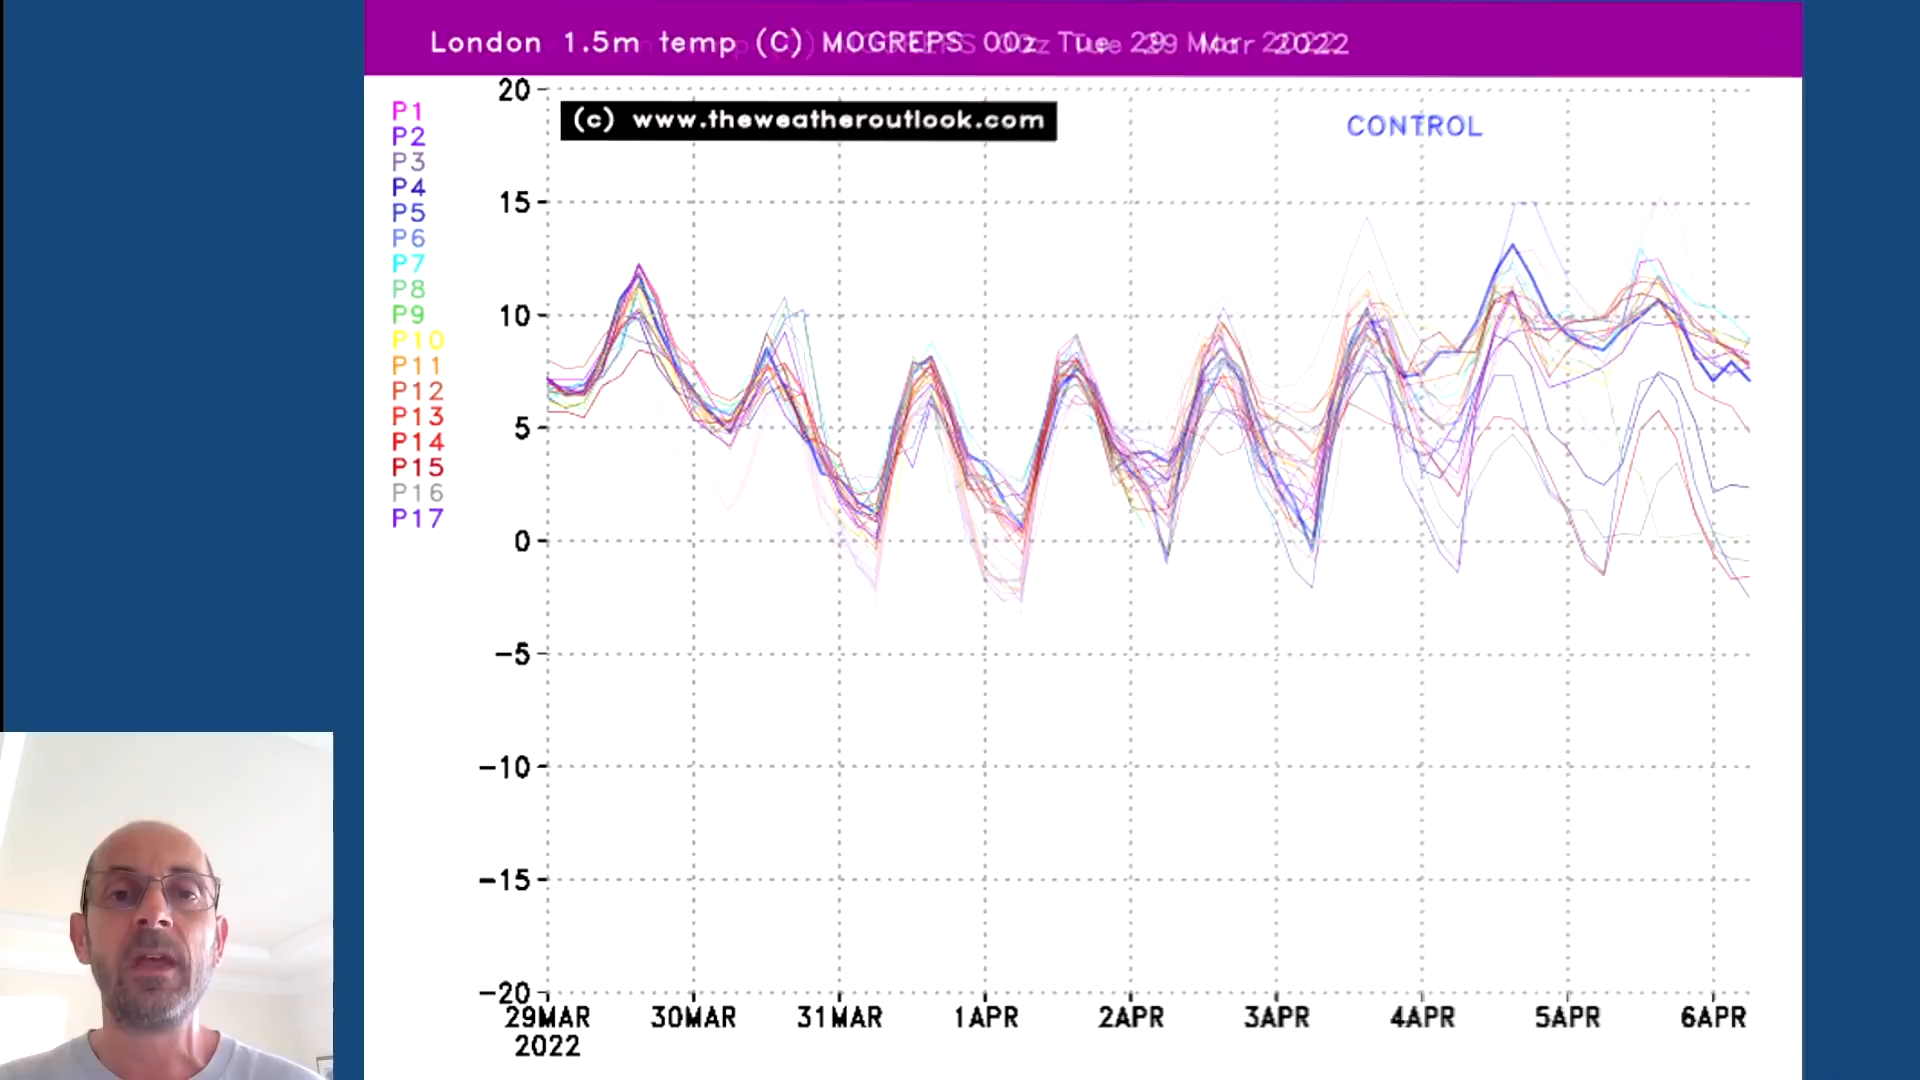 London 1.5m temp (C) MOGREPS 00z Tue 29 Mar 2022
(c) www.theweatheroutlook.com
CONTROL
P1
P2
P3
P4
P5
P6
P7
P8
P9
P10
P11
P12
P13
P14
P15
P16
P17
20
15
10
5
0
-5
-10
-15
-20
29MAR 30MAR 31MAR 1APR 2APR 3APR 4APR 5APR 6APR
2022